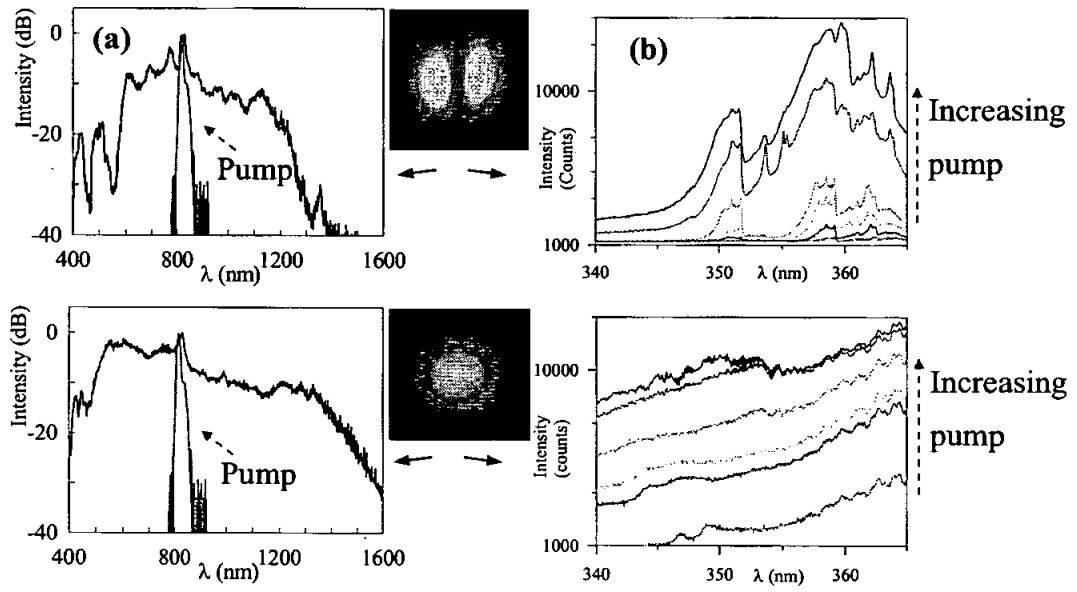 (a)
Intensity (dB)
0
-20
-40
Pump
400
800
1200
1600
λ (nm)
(b)
Intensity
(Counts)
10000
1000
340
350
λ (nm)
360
Increasing
pump
Intensity (dB)
0
-20
-40
Pump
400
800
1200
1600
λ (nm)
Intensity
(counts)
10000
1000
340
350
λ (nm)
360
Increasing
pump